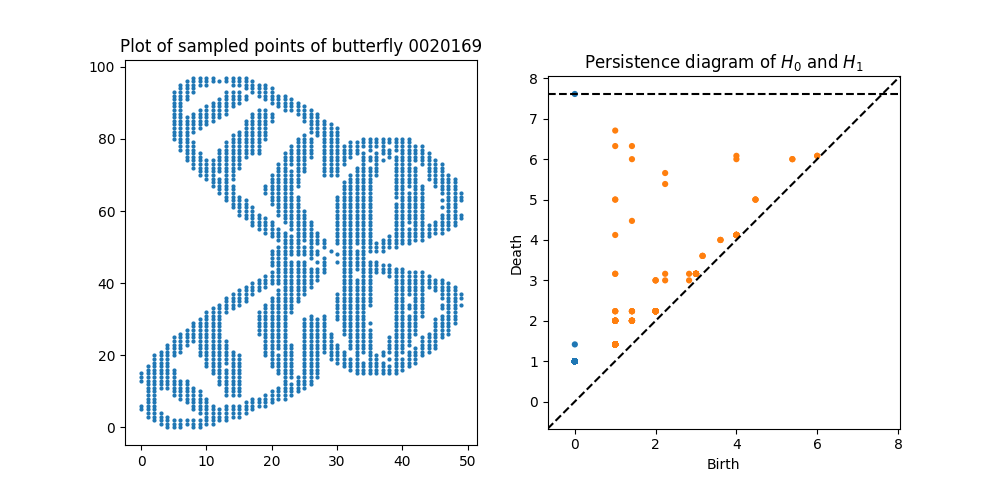 Plot of sampled points of butterfly 0020169
100
80
60
40
20
0
0 10 20 30 40 50
Persistence diagram of H₀ and H₁
8
7
6
5
4
3
2
1
0
Death
0 2 4 6 8
Birth